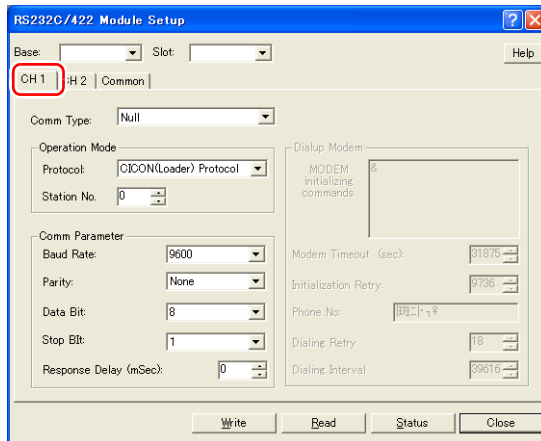 RS232C/422 Module Setup
Base: Slot: Help
CH 1 CH 2 Common
Comm Type: Null
Operation Mode
Protocol: CICON(Loader) Protocol
Station No. 0
Comm Parameter
Baud Rate: 9600
Parity: None
Data Bit: 8
Stop BIt: 1
Response Delay (mSec): 0
Dialup Modem
MODEM
initializing
commands
&
Modem Timeout (sec): 31875
Initialization Retry: 9736
Phone No:
Dialing Retry 18
Dialing Interval 39616
Write Read Status Close